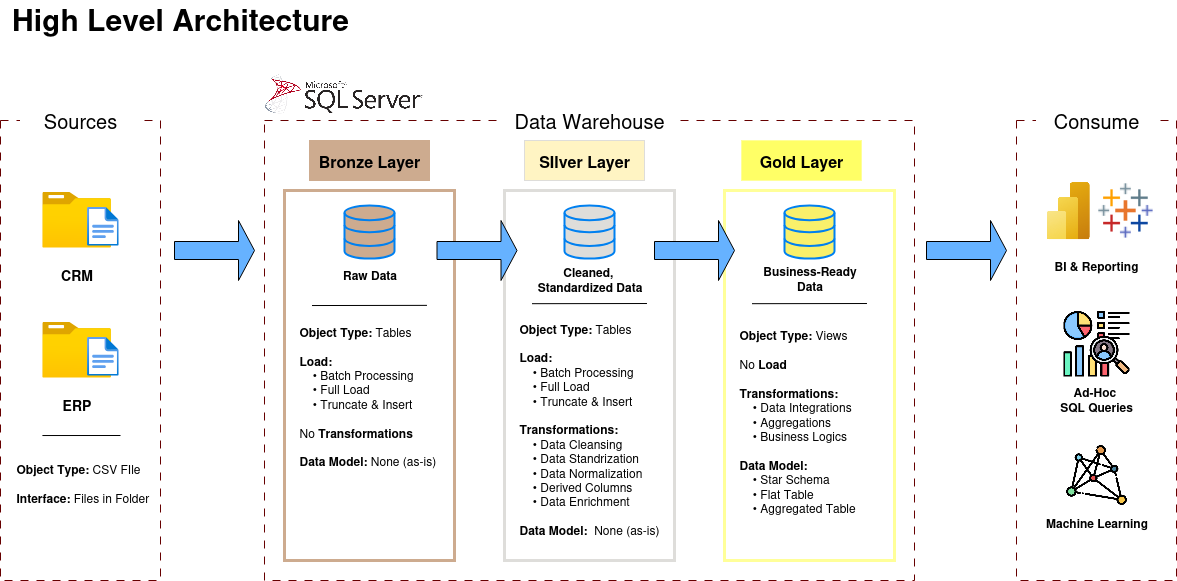 High Level Architecture
Microsoft
SQL Server
Sources
Data Warehouse
Consume
CRM
ERP
Object Type: CSV FIle
Interface: Files in Folder
Bronze Layer
Raw Data
Object Type: Tables
Load:
• Batch Processing
• Full Load
• Truncate & Insert
No Transformations
Data Model: None (as-is)
SIlver Layer
Cleaned,
Standardized Data
Object Type: Tables
Load:
• Batch Processing
• Full Load
• Truncate & Insert
Transformations:
• Data Cleansing
• Data Standrization
• Data Normalization
• Derived Columns
• Data Enrichment
Data Model: None (as-is)
Gold Layer
Business-Ready
Data
Object Type: Views
No Load
Transformations:
• Data Integrations
• Aggregations
• Business Logics
Data Model:
• Star Schema
• Flat Table
• Aggregated Table
BI & Reporting
Ad-Hoc
SQL Queries
Machine Learning